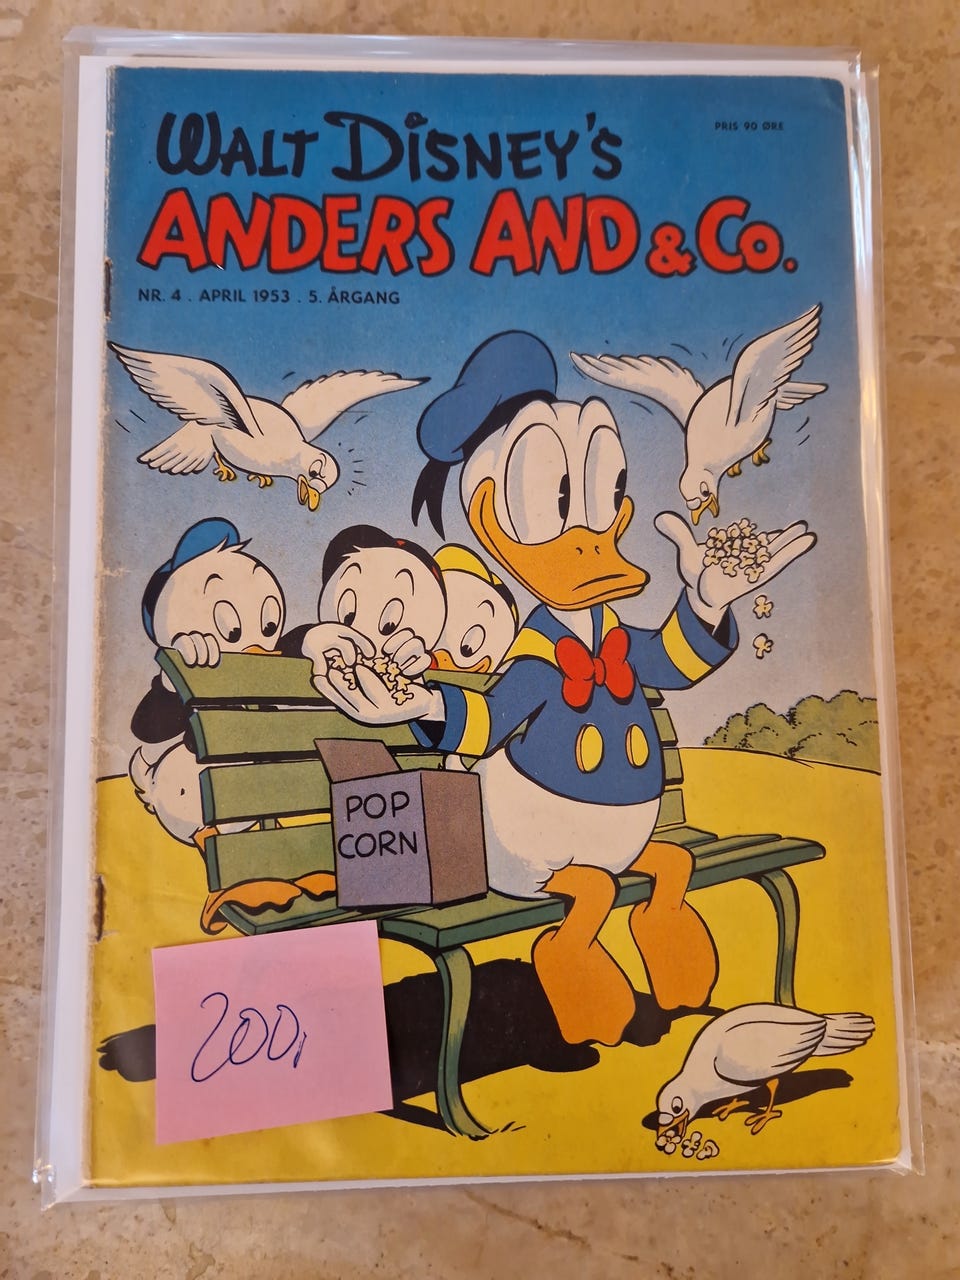 WALT DISNEY'S
PRIS 90 ØRE
ANDERS AND & CO.
NR. 4 . APRIL 1953 . 5. ÅRGANG
POP
CORN
200,